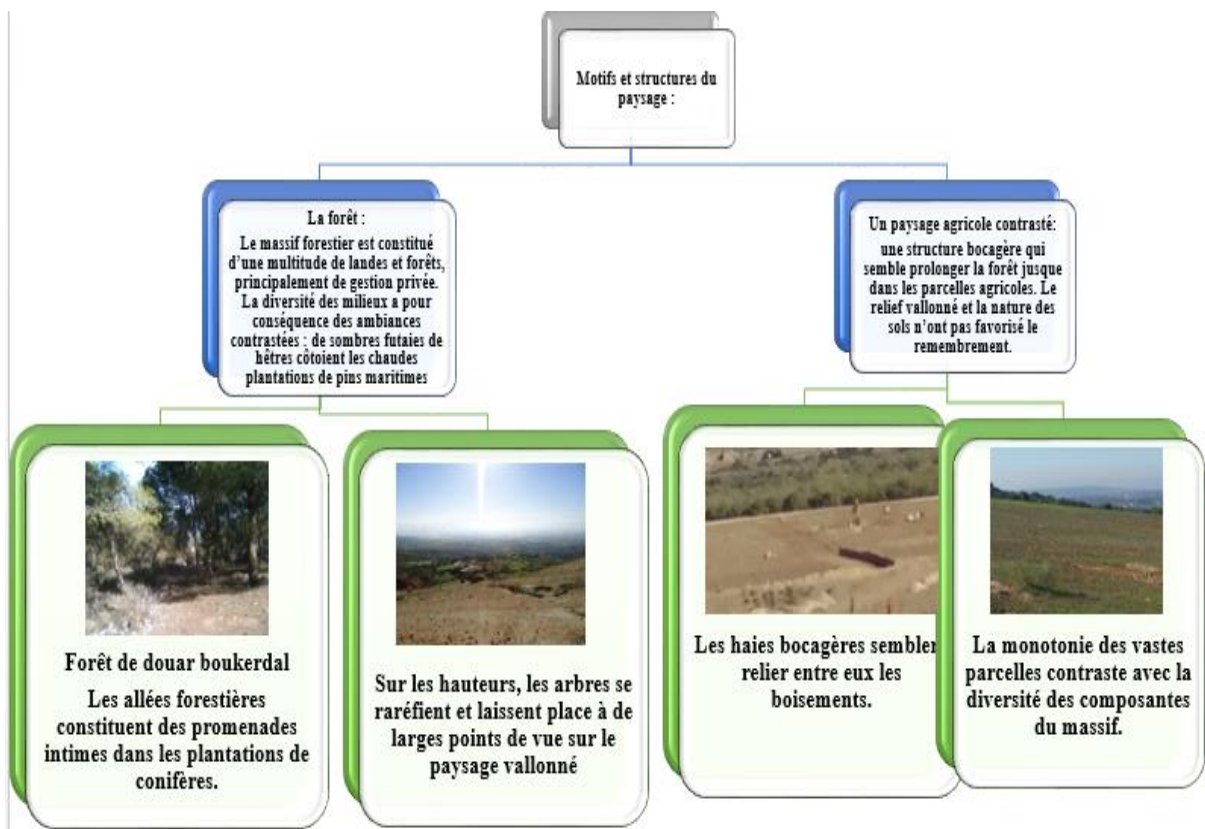 Motifs et structures du
paysage :
La forêt :
Le massif forestier est constitué
d'une multitude de landes et forêts,
principalement de gestion privée.
La diversité des milieux a pour
conséquence des ambiances
contrastées : de sombres futaies de
hêtres côtoient les chaudes
plantations de pins maritimes
Un paysage agricole contrasté:
une structure bocagère qui
semble prolonger la forêt jusque
dans les parcelles agricoles. Le
relief vallonné et la nature des
sols n'ont pas favorisé le
remembrement.
Forêt de douar boukerdal
Les allées forestières
constituent des promenades
intimes dans les plantations de
conifères.
Sur les hauteurs, les arbres se
raréfient et laissent place à de
larges points de vue sur le
paysage vallonné
Les haies bocagères sembler
relier entre eux les
boisements.
La monotonie des vastes
parcelles contraste avec la
diversité des composantes
du massif.